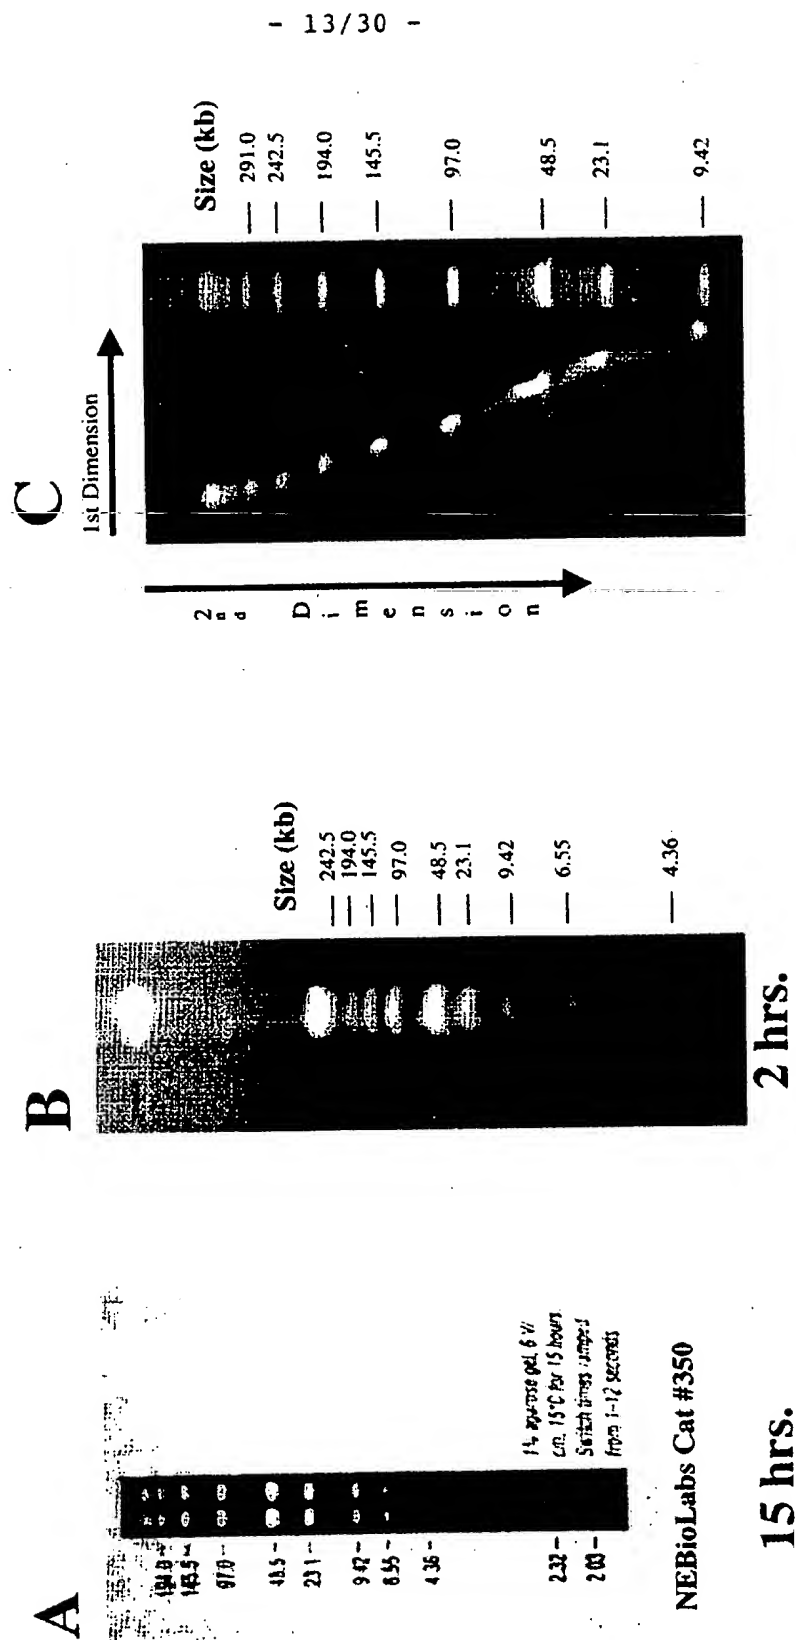 - 13/30 -
A
194.0 –
145.5 –
97.0 –
48.5 –
23.1 –
9.42 –
6.55 –
4.36 –
2.32 –
2.03 –
1% agarose gel, 6 V/
cm, 15°C for 15 hours.
Switch times ramped
from 1–12 seconds
NEBioLabs Cat #350
15 hrs.
B
Size (kb)
242.5
194.0
145.5
97.0
48.5
23.1
9.42
6.55
4.36
2 hrs.
C
1st Dimension
2nd Dimension
Size (kb)
291.0
242.5
194.0
145.5
97.0
48.5
23.1
9.42